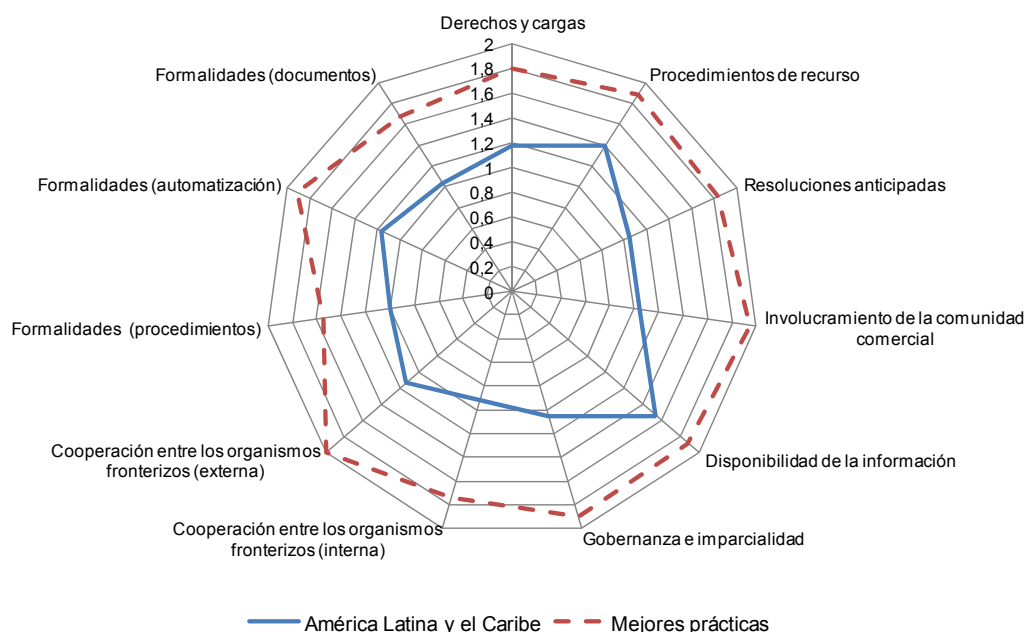 Derechos y cargas
2
1,8
1,6
1,4
1,2
1
0,8
0,6
0,4
0,2
0
Procedimientos de recurso
Resoluciones anticipadas
Involucramiento de la comunidad
comercial
Disponibilidad de la información
Gobernanza e imparcialidad
Cooperación entre los organismos
fronterizos (interna)
Cooperación entre los organismos
fronterizos (externa)
Formalidades (procedimientos)
Formalidades (automatización)
Formalidades (documentos)
América Latina y el Caribe
Mejores prácticas